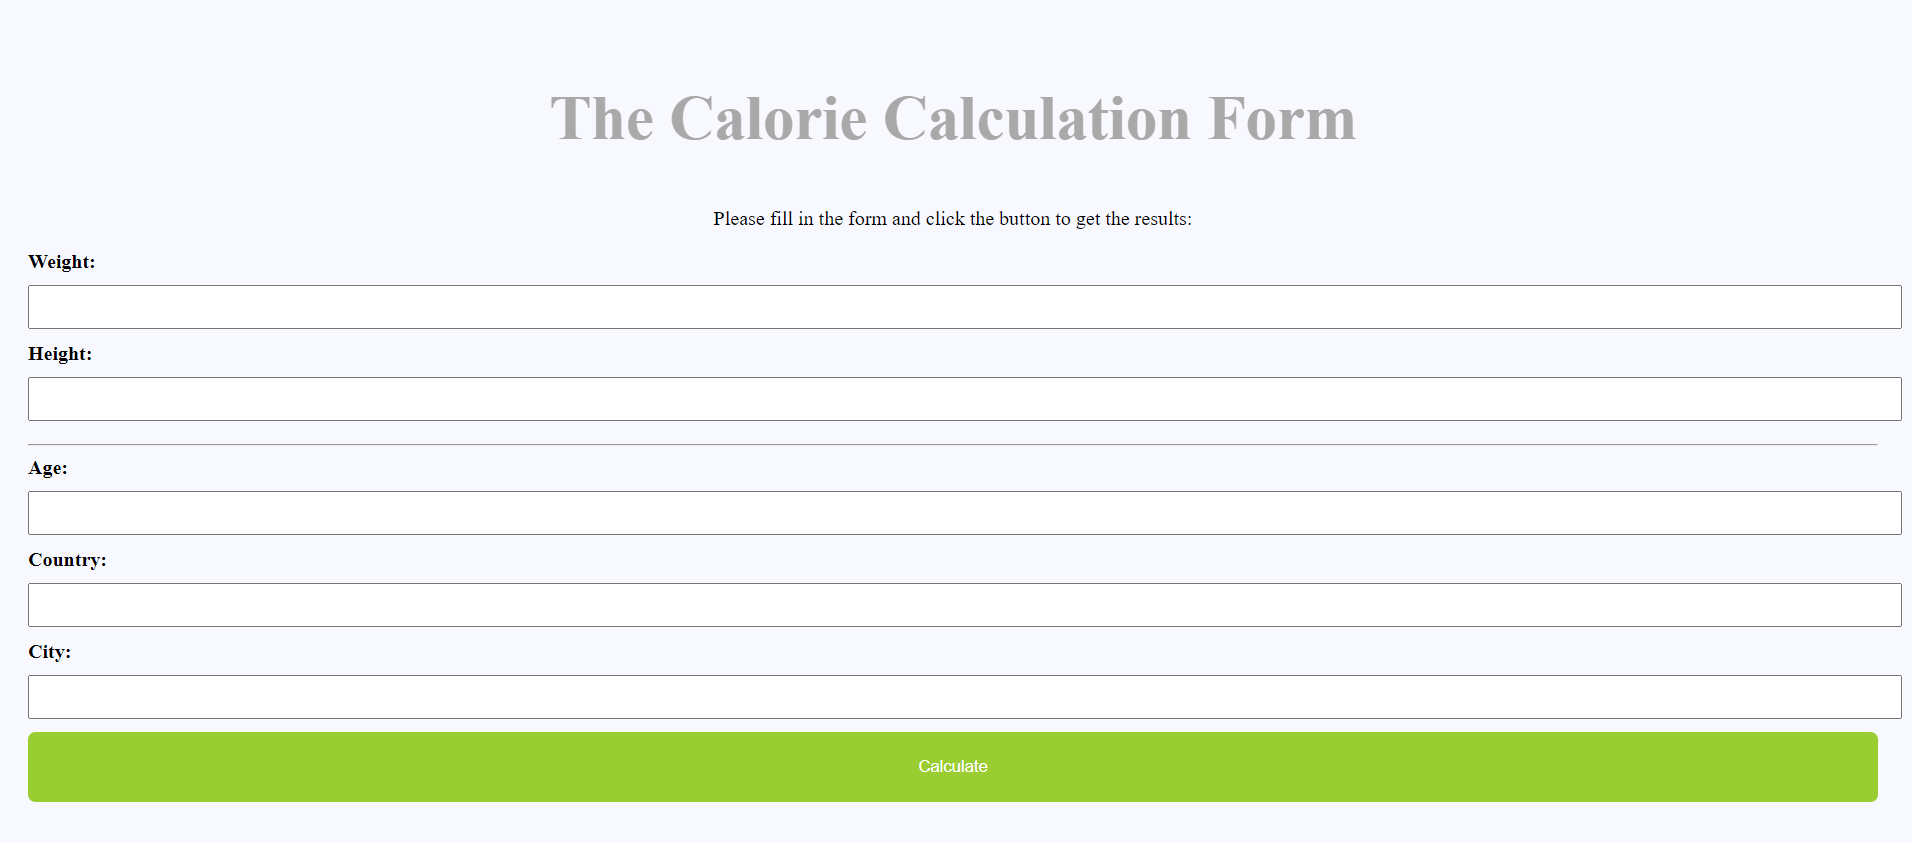 The Calorie Calculation Form
Please fill in the form and click the button to get the results:
Weight:
Height:
Age:
Country:
City:
Calculate